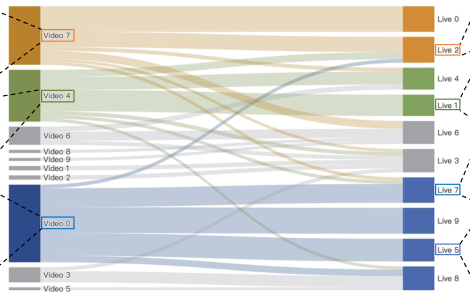 Video 7
Video 4
Video 6
Video 8
Video 9
Video 1
Video 2
Video 0
Video 3
Video 5
Live 0
Live 2
Live 4
Live 1
Live 6
Live 3
Live 7
Live 9
Live 5
Live 8